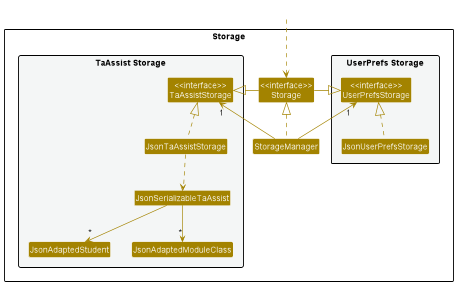 Storage
TaAssist Storage
UserPrefs Storage
<<interface>>
TaAssistStorage
<<interface>>
Storage
<<interface>>
UserPrefsStorage
1
1
JsonTaAssistStorage
StorageManager
JsonUserPrefsStorage
JsonSerializableTaAssist
*
*
JsonAdaptedStudent
JsonAdaptedModuleClass